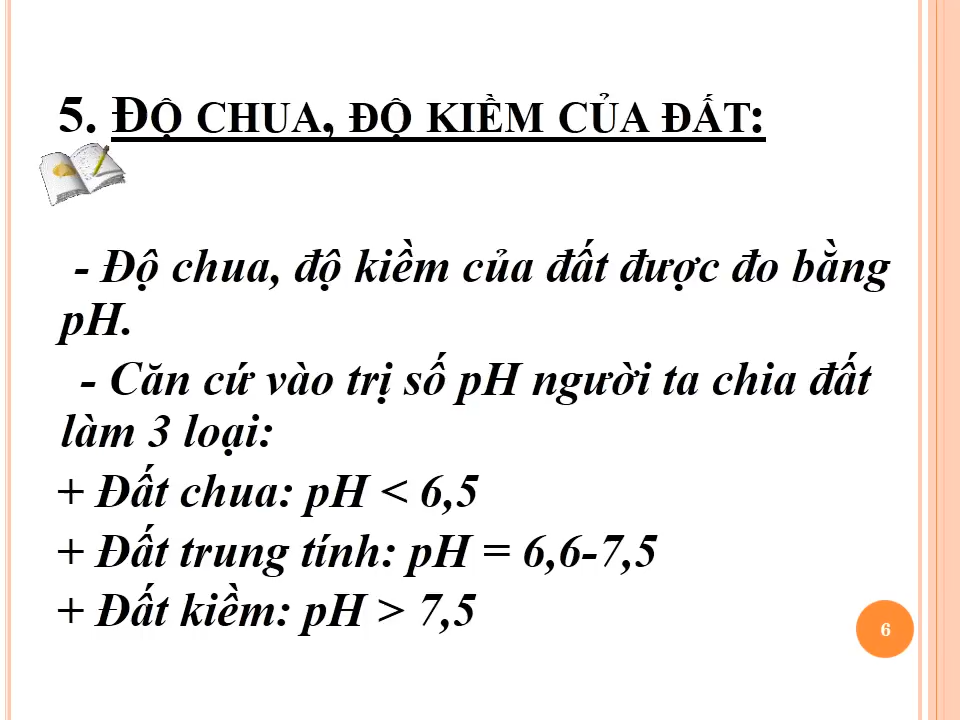 5. ĐỘ CHUA, ĐỘ KIỀM CỦA ĐẤT:
- Độ chua, độ kiềm của đất được đo bằng
pH.
- Căn cứ vào trị số pH người ta chia đất
làm 3 loại:
+ Đất chua: pH < 6,5
+ Đất trung tính: pH = 6,6-7,5
+ Đất kiềm: pH > 7,5
6